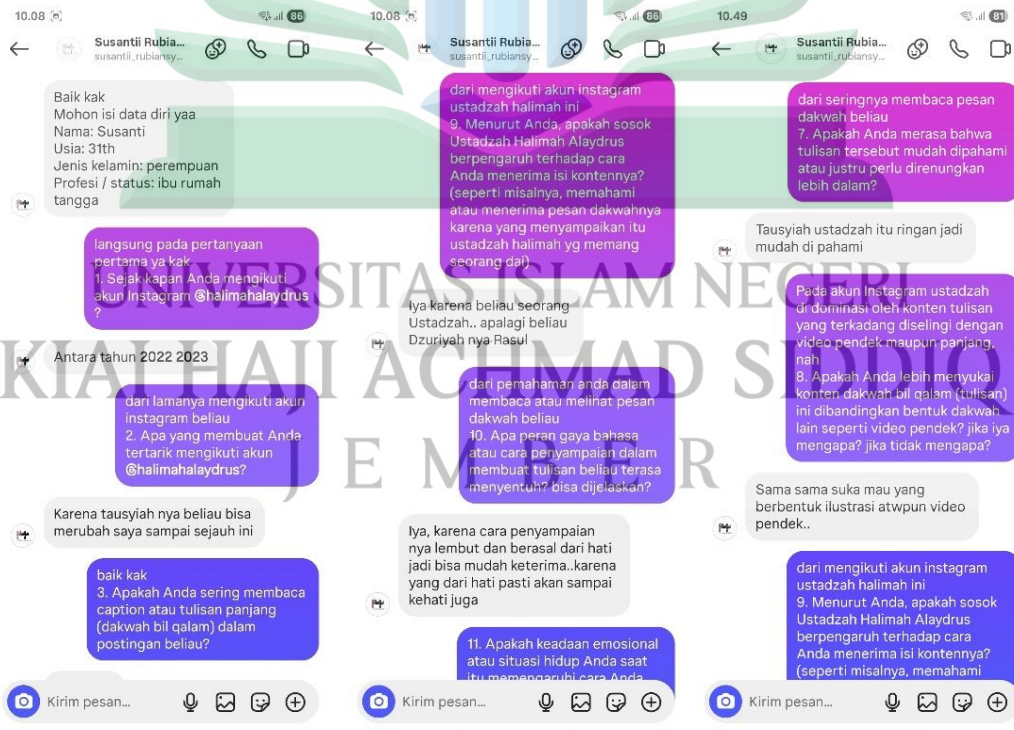 10.08
86
Susantii Rubia...
susantii_rubiansy...
Baik kak
Mohon isi data diri yaa
Nama: Susanti
Usia: 31th
Jenis kelamin: perempuan
Profesi / status: ibu rumah
tangga
langsung pada pertanyaan
pertama ya kak
1. Sejak kapan Anda mengikuti
akun Instagram @halimahalaydrus
?
Antara tahun 2022 2023
dari lamanya mengikuti akun
instagram beliau
2. Apa yang membuat Anda
tertarik mengikuti akun
@halimahalaydrus?
Karena tausyiah nya beliau bisa
merubah saya sampai sejauh ini
baik kak
3. Apakah Anda sering membaca
caption atau tulisan panjang
(dakwah bil qalam) dalam
postingan beliau?
Kirim pesan...
10.08
86
Susantii Rubia...
susantii_rubiansy...
dari mengikuti akun instagram
ustadzah halimah ini
9. Menurut Anda, apakah sosok
Ustadzah Halimah Alaydrus
berpengaruh terhadap cara
Anda menerima isi kontennya?
(seperti misalnya, memahami
atau menerima pesan dakwahnya
karena yang menyampaikan itu
ustadzah halimah yg memang
seorang dai)
Iya karena beliau seorang
Ustadzah.. apalagi beliau
Dzuriyah nya Rasul
dari pemahaman anda dalam
membaca atau melihat pesan
dakwah beliau
10. Apa peran gaya bahasa
atau cara penyampaian dalam
membuat tulisan beliau terasa
menyentuh? bisa dijelaskan?
Iya, karena cara penyampaian
nya lembut dan berasal dari hati
jadi bisa mudah keterima..karena
yang dari hati pasti akan sampai
kehati juga
11. Apakah keadaan emosional
atau situasi hidup Anda saat
itu memengaruhi cara Anda
Kirim pesan...
10.49
81
Susantii Rubia...
susantii_rubiansy...
dari seringnya membaca pesan
dakwah beliau
7. Apakah Anda merasa bahwa
tulisan tersebut mudah dipahami
atau justru perlu direnungkan
lebih dalam?
Tausyiah ustadzah itu ringan jadi
mudah di pahami
Pada akun Instagram ustadzah
di dominasi oleh konten tulisan
yang terkadang diselingi dengan
video pendek maupun panjang,
nah
8. Apakah Anda lebih menyukai
konten dakwah bil qalam (tulisan)
ini dibandingkan bentuk dakwah
lain seperti video pendek? jika iya
mengapa? jika tidak mengapa?
Sama sama suka mau yang
berbentuk ilustrasi atwpun video
pendek..
dari mengikuti akun instagram
ustadzah halimah ini
9. Menurut Anda, apakah sosok
Ustadzah Halimah Alaydrus
berpengaruh terhadap cara
Anda menerima isi kontennya?
(seperti misalnya, memahami
Kirim pesan...
UNIVERSITAS ISLAM NEGERI
KIAI HAJI ACHMAD SIDDIQ
JEMBER